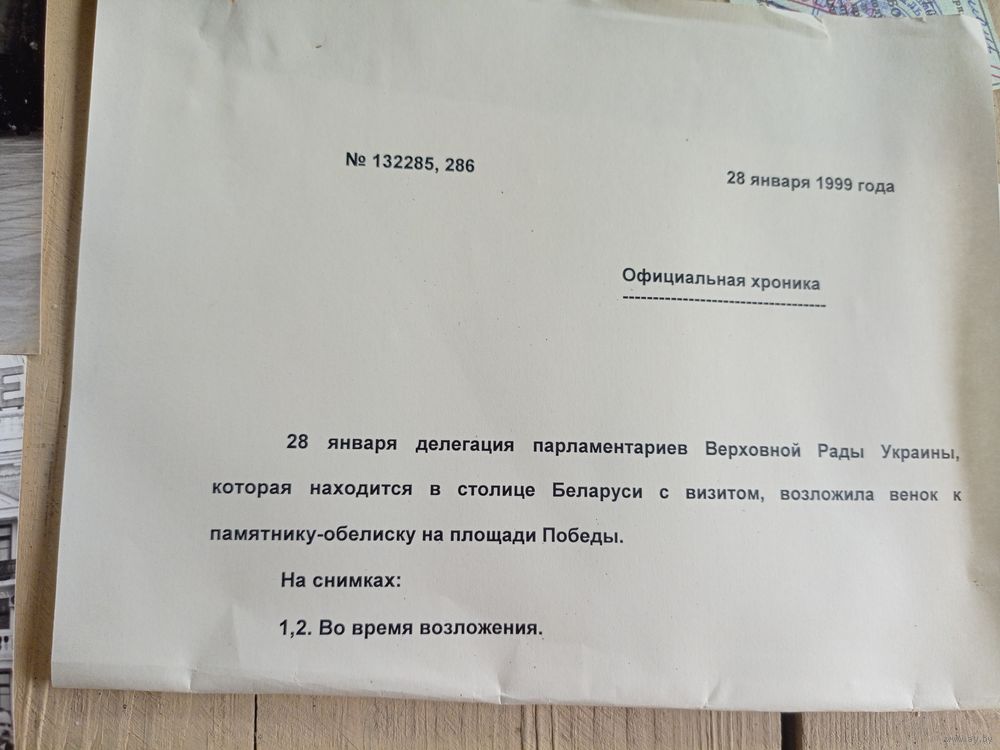 № 132285, 286
28 января 1999 года
Официальная хроника
----------------------------------
28 января делегация парламентариев Верховной Рады Украины,
которая находится в столице Беларуси с визитом, возложила венок к
памятнику-обелиску на площади Победы.
На снимках:
1,2. Во время возложения.